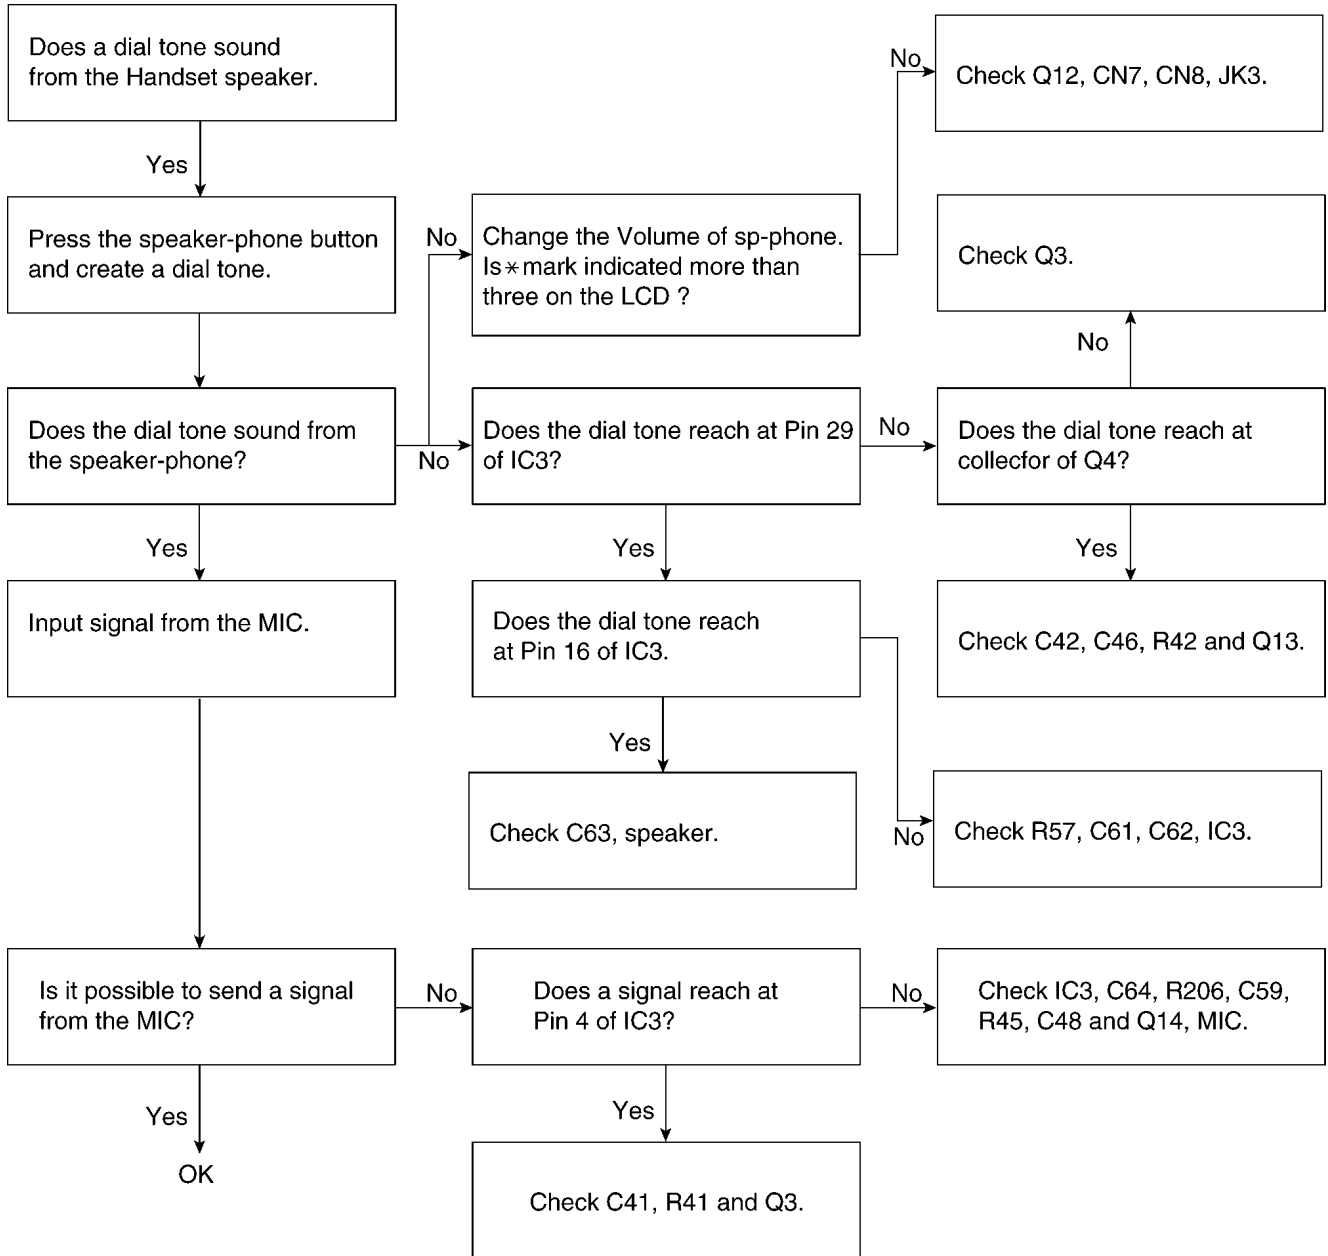 Does a dial tone sound
from the Handset speaker.
Yes
Press the speaker-phone button
and create a dial tone.
Does the dial tone sound from
the speaker-phone?
No
No
Change the Volume of sp-phone.
Is * mark indicated more than
three on the LCD ?
No
Check Q12, CN7, CN8, JK3.
Does the dial tone reach at Pin 29
of IC3?
No
Does the dial tone reach at
collecfor of Q4?
No
Check Q3.
Yes
Check C42, C46, R42 and Q13.
Yes
Does the dial tone reach
at Pin 16 of IC3.
Yes
Check C63, speaker.
No
Check R57, C61, C62, IC3.
Yes
Input signal from the MIC.
Is it possible to send a signal
from the MIC?
No
Does a signal reach at
Pin 4 of IC3?
No
Check IC3, C64, R206, C59,
R45, C48 and Q14, MIC.
Yes
Check C41, R41 and Q3.
Yes
OK